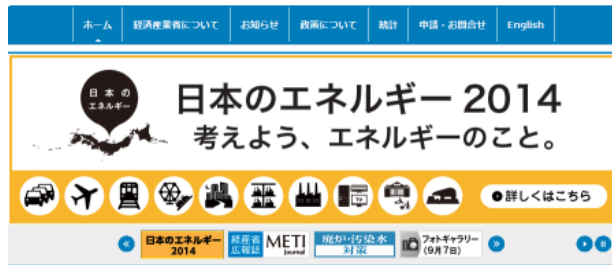 ホーム 経済産業省について お知らせ 政策について 統計 申請・お問合せ English
日本の
エネルギー
日本のエネルギー 2014
考えよう、エネルギーのこと。
TV
詳しくはこちら
日本のエネルギー
2014
経産省
広報誌
METI
Journal
廃炉・汚染水
対策
フォトギャラリー
(9月7日)